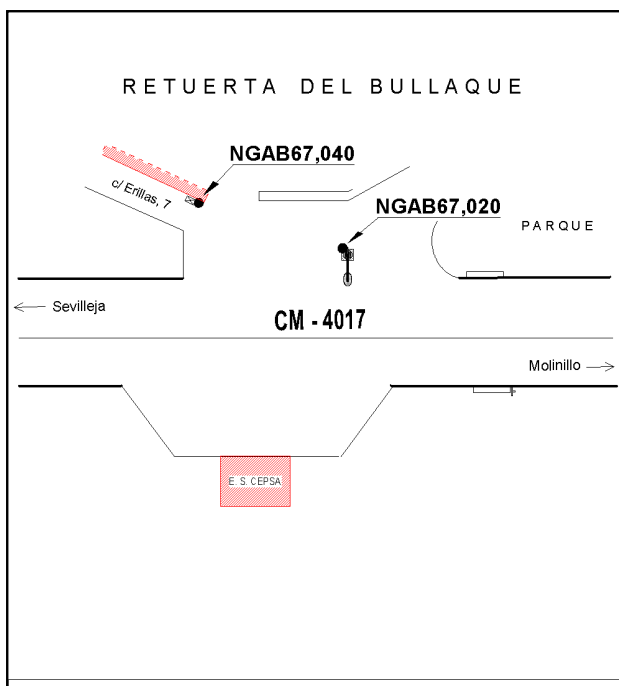 RETUERTA DEL BULLAQUE
NGAB67,040
c/ Erillas, 7
NGAB67,020
PARQUE
Sevilleja
CM - 4017
Molinillo
E. S. CEPSA